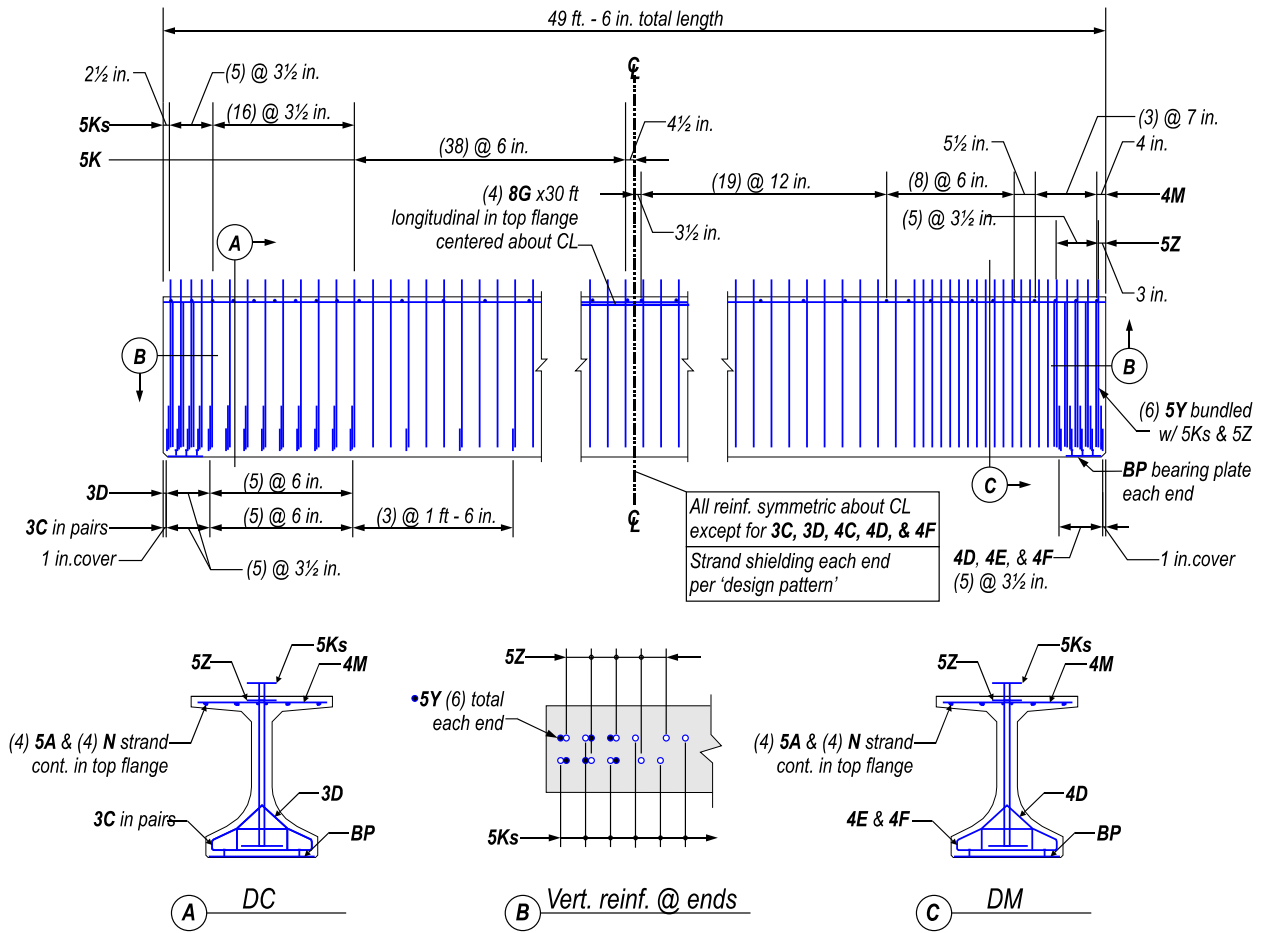 49 ft. - 6 in. total length
2½ in.
(5) @ 3½ in.
5Ks
(16) @ 3½ in.
5K
(38) @ 6 in.
4½ in.
(3) @ 7 in.
5½ in.
4 in.
(4) 8G x30 ft
longitudinal in top flange
centered about CL
(19) @ 12 in.
(8) @ 6 in.
4M
(5) @ 3½ in.
3½ in.
5Z
3 in.
A
B
B
(6) 5Y bundled
w/ 5Ks & 5Z
BP bearing plate
each end
C
3D
(5) @ 6 in.
3C in pairs
(5) @ 6 in.
(3) @ 1 ft - 6 in.
1 in.cover
(5) @ 3½ in.
All reinf. symmetric about CL
except for 3C, 3D, 4C, 4D, & 4F
Strand shielding each end
per ‘design pattern’
4D, 4E, & 4F
(5) @ 3½ in.
1 in.cover
5Ks
5Z
4M
(4) 5A & (4) N strand
cont. in top flange
3D
3C in pairs
BP
A DC
5Z
5Y (6) total
each end
5Ks
B Vert. reinf. @ ends
5Ks
5Z
4M
(4) 5A & (4) N strand
cont. in top flange
4D
4E & 4F
BP
C DM